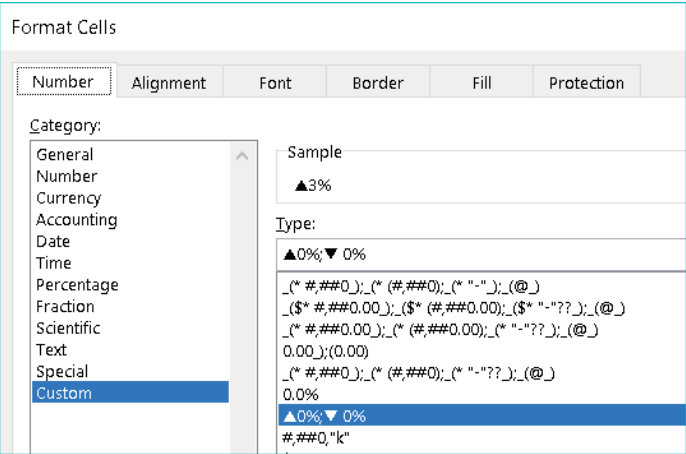 Format Cells
Number Alignment Font Border Fill Protection
Category:
General
Number
Currency
Accounting
Date
Time
Percentage
Fraction
Scientific
Text
Special
Custom
Sample
▲3%
Type:
▲0%;▼ 0%
_(* #,##0_);_(* (#,##0);_(* "-"_);_(@_)
_($* #,##0.00_);_($* (#,##0.00);_($* "-"??_);_(@_)
_(* #,##0.00_);_(* (#,##0.00);_(* "-"??_);_(@_)
0.00_);(0.00)
_(* #,##0_);_(* (#,##0);_(* "-"??_);_(@_)
0.0%
▲0%;▼ 0%
#,##0,"k"